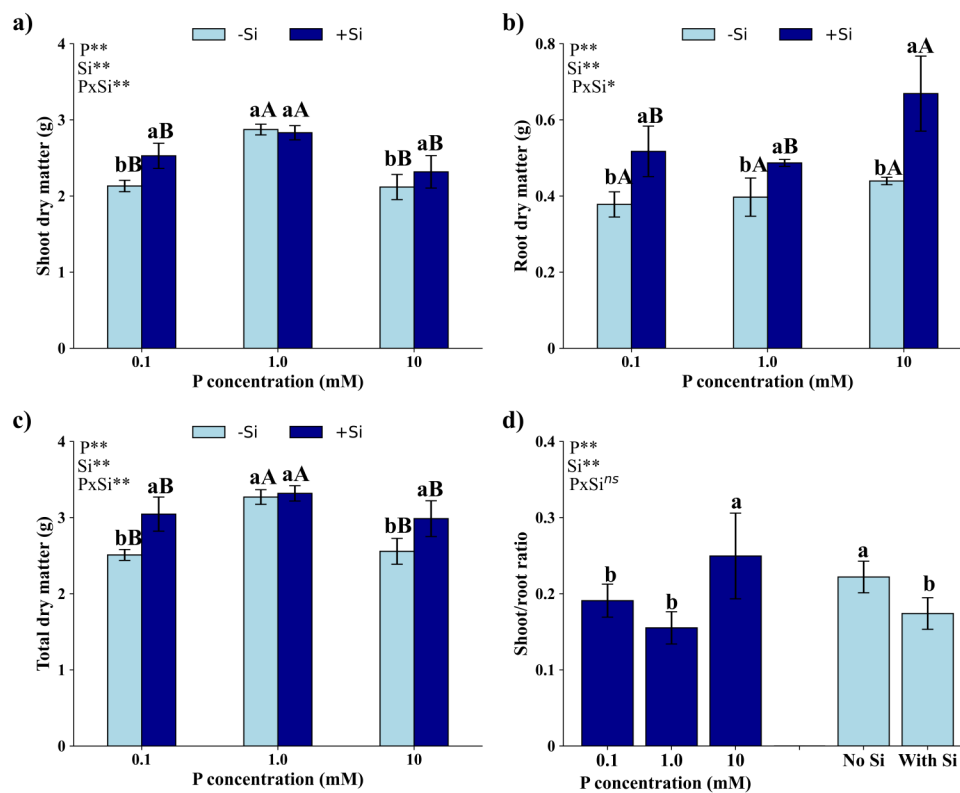 a)
-Si +Si
P**
Si**
PxSi**
4
3
2
1
0
Shoot dry matter (g)
bB aB aA aA bB aB
0.1 1.0 10
P concentration (mM)
b)
-Si +Si
P**
Si**
PxSi*
0.8
0.6
0.4
0.2
0
Root dry matter (g)
bA aB bA aB bA aA
0.1 1.0 10
P concentration (mM)
c)
-Si +Si
P**
Si**
PxSi**
4
3
2
1
0
Total dry matter (g)
bB aB aA aA bB aB
0.1 1.0 10
P concentration (mM)
d)
P**
Si**
PxSi^ns
0.4
0.3
0.2
0.1
0
Shoot/root ratio
b b a a b
0.1 1.0 10 No Si With Si
P concentration (mM)